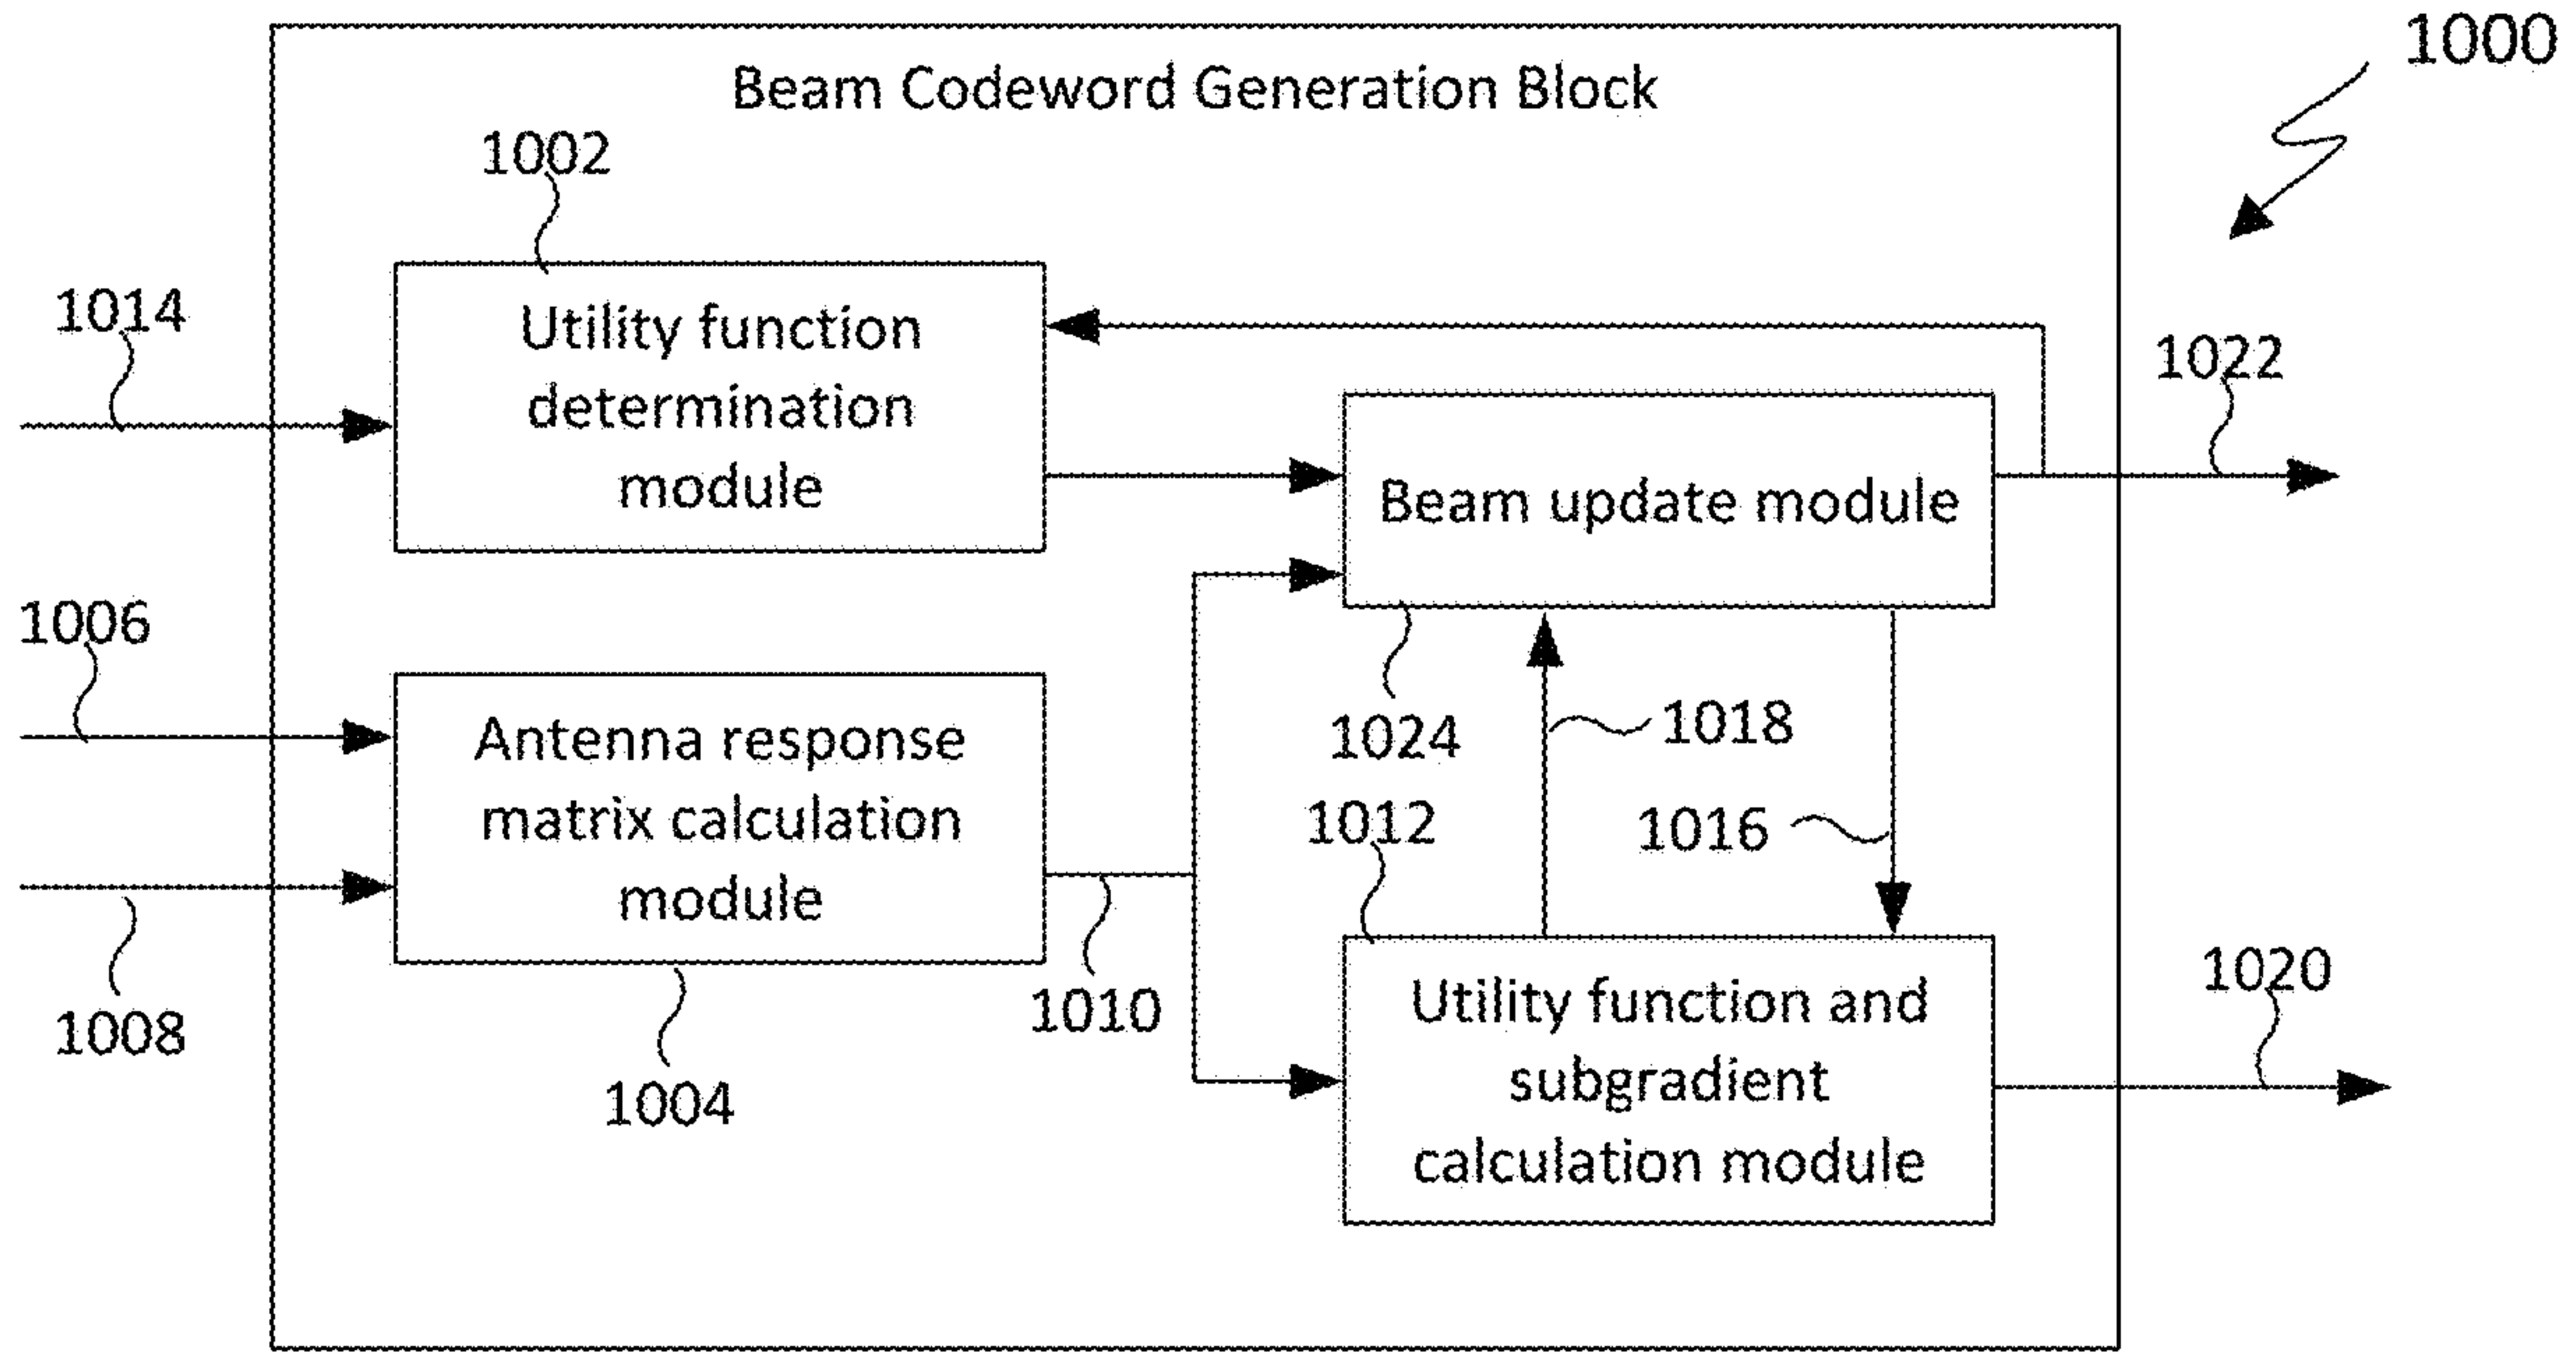 1000
Beam Codeword Generation Block
1002
1014
Utility function
determination
module
1022
Beam update module
1006
Antenna response
matrix calculation
module
1024
1018
1012
1016
1010
1008
1004
Utility function and
subgradient
calculation module
1020